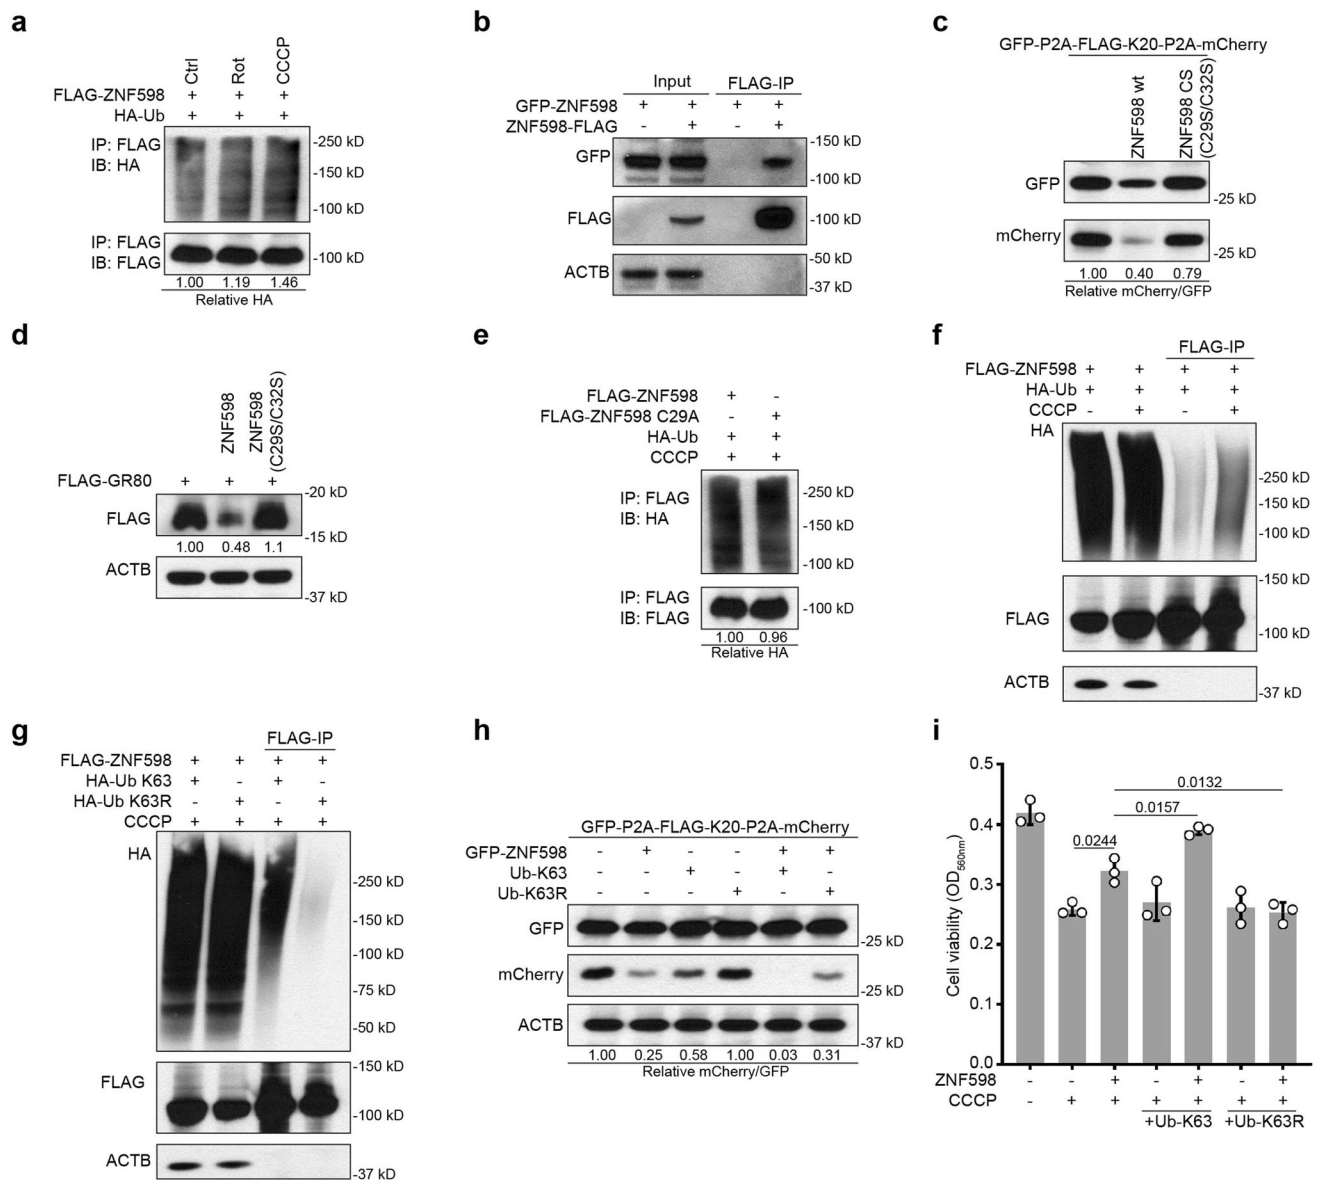 a
Ctrl
Rot
CCCP
FLAG-ZNF598 + + +
HA-Ub + + +
IP: FLAG
IB: HA
-250 kD
-150 kD
-100 kD
IP: FLAG
IB: FLAG
-100 kD
1.00 1.19 1.46
Relative HA
b
Input FLAG-IP
GFP-ZNF598 + + + +
ZNF598-FLAG - + - +
GFP
-150 kD
-100 kD
FLAG
-100 kD
ACTB
-50 kD
-37 kD
c
GFP-P2A-FLAG-K20-P2A-mCherry
ZNF598 wt
ZNF598 CS
(C29S/C32S)
GFP
-25 kD
mCherry
-25 kD
1.00 0.40 0.79
Relative mCherry/GFP
d
ZNF598
ZNF598
(C29S/C32S)
FLAG-GR80 + + +
-20 kD
FLAG
-15 kD
1.00 0.48 1.1
ACTB
-37 kD
e
FLAG-ZNF598 + -
FLAG-ZNF598 C29A - +
HA-Ub + +
CCCP + +
IP: FLAG
IB: HA
-250 kD
-150 kD
-100 kD
IP: FLAG
IB: FLAG
-100 kD
1.00 0.96
Relative HA
f
FLAG-IP
FLAG-ZNF598 + + + +
HA-Ub + + + +
CCCP - + - +
HA
-250 kD
-150 kD
-100 kD
FLAG
-150 kD
-100 kD
ACTB
-37 kD
g
FLAG-IP
FLAG-ZNF598 + + + +
HA-Ub K63 + - + -
HA-Ub K63R - + - +
CCCP + + + +
HA
-250 kD
-150 kD
-100 kD
-75 kD
-50 kD
FLAG
-150 kD
-100 kD
ACTB
-37 kD
h
GFP-P2A-FLAG-K20-P2A-mCherry
GFP-ZNF598 - + - - + +
Ub-K63 - - + - + -
Ub-K63R - - - + - +
GFP
-25 kD
mCherry
-25 kD
ACTB
-37 kD
1.00 0.25 0.58 1.00 0.03 0.31
Relative mCherry/GFP
i
Cell viability (OD560nm)
0.5
0.4
0.3
0.2
0.1
0.0
0.0132
0.0157
0.0244
ZNF598 - - + - + - +
CCCP - + + + + + +
+Ub-K63 +Ub-K63R